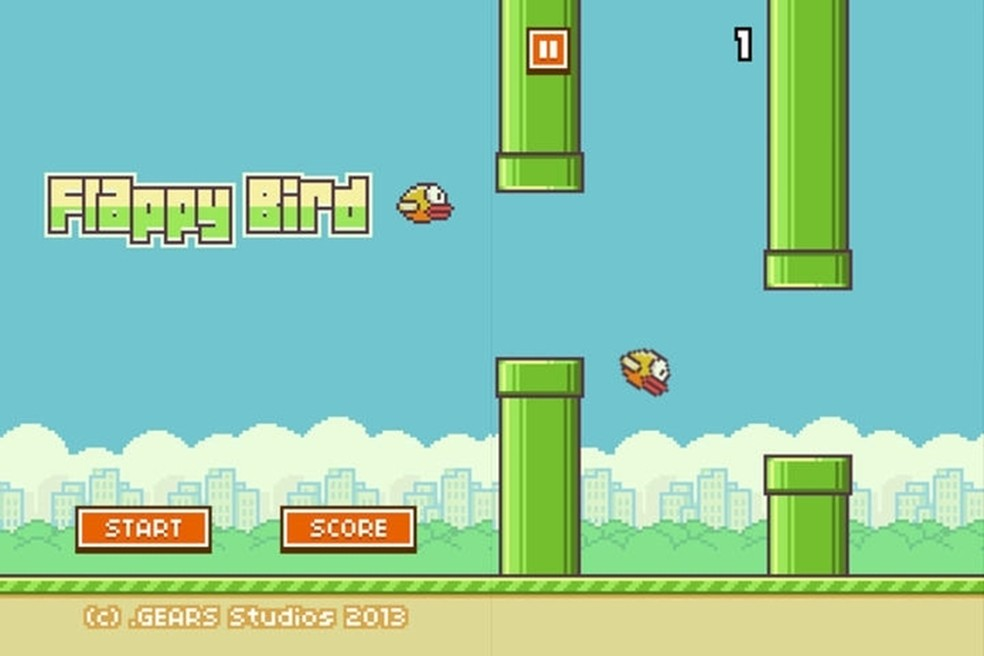 1
Flappy Bird
START
SCORE
(c) .GEARS Studios 2013